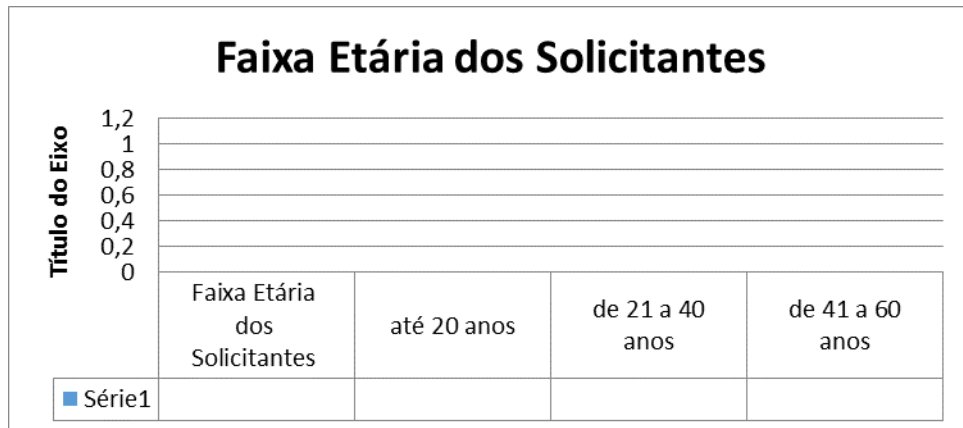 Faixa Etária dos Solicitantes
Título do Eixo
1,2
1
0,8
0,6
0,4
0,2
0
Faixa Etária
dos
Solicitantes
até 20 anos
de 21 a 40
anos
de 41 a 60
anos
Série1